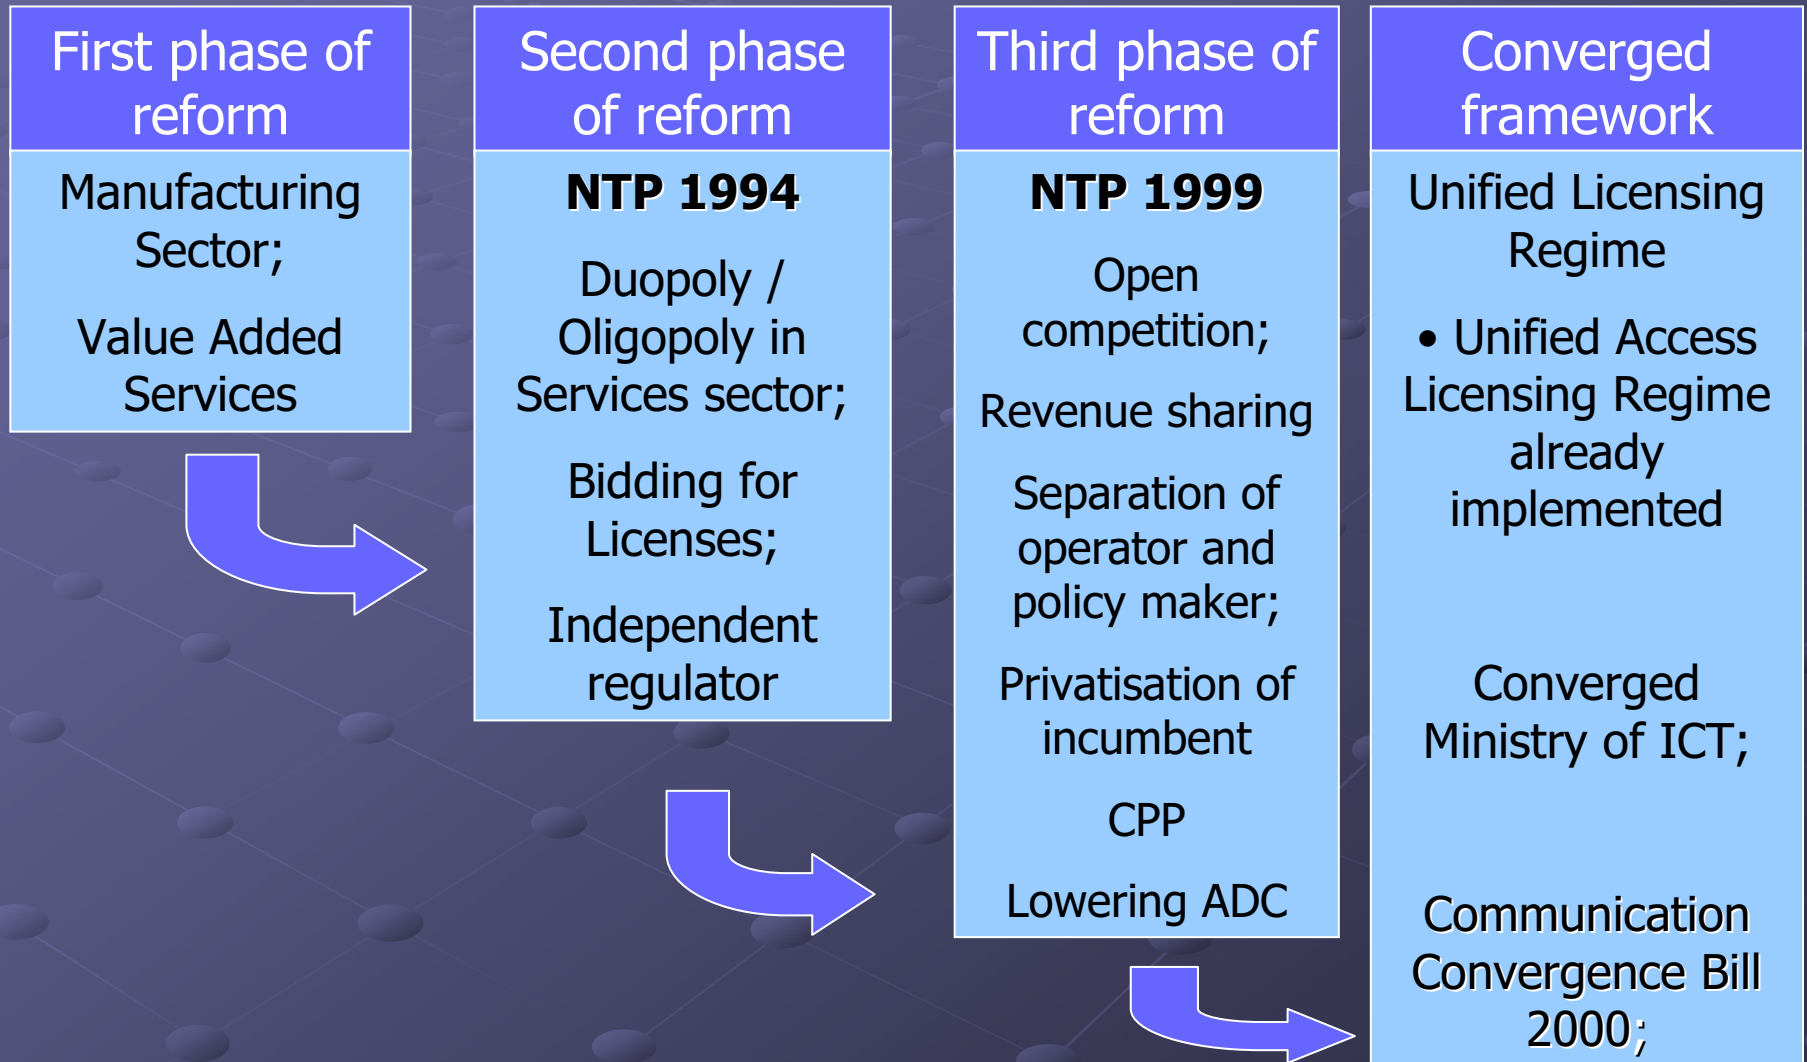 First phase of
reform
Manufacturing
Sector;
Value Added
Services
Second phase
of reform
NTP 1994
Duopoly /
Oligopoly in
Services sector;
Bidding for
Licenses;
Independent
regulator
Third phase of
reform
NTP 1999
Open
competition;
Revenue sharing
Separation of
operator and
policy maker;
Privatisation of
incumbent
CPP
Lowering ADC
Converged
framework
Unified Licensing
Regime
• Unified Access
Licensing Regime
already
implemented
Converged
Ministry of ICT;
Communication
Convergence Bill
2000;